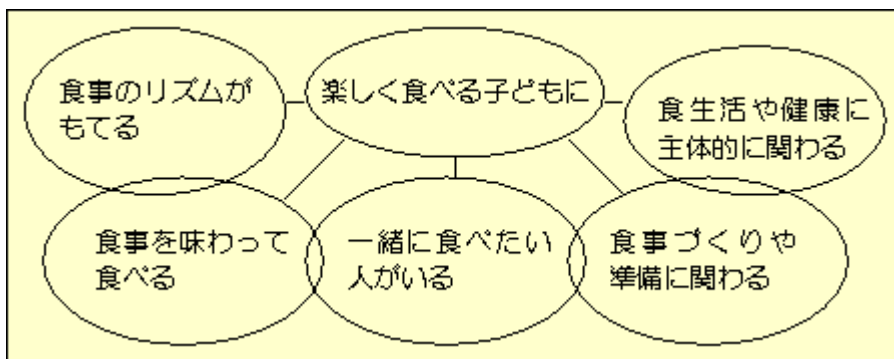 食事のリズムが
もてる
楽しく食べる子どもに
食生活や健康に
主体的に関わる
食事を味わって
食べる
一緒に食べたい
人がいる
食事づくりや
準備に関わる